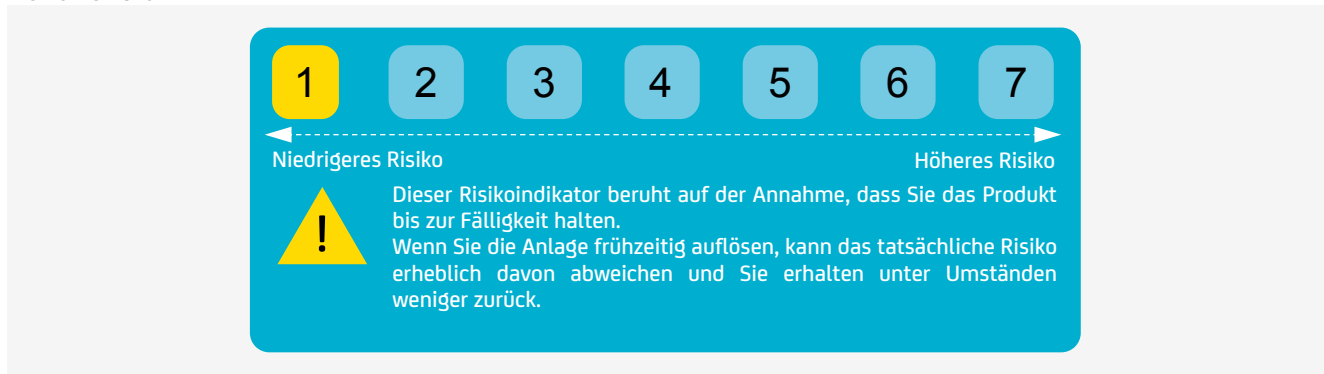 1 2 3 4 5 6 7
Niedrigeres Risiko Höheres Risiko
! Dieser Risikoindikator beruht auf der Annahme, dass Sie das Produkt
bis zur Fälligkeit halten.
Wenn Sie die Anlage frühzeitig auflösen, kann das tatsächliche Risiko
erheblich davon abweichen und Sie erhalten unter Umständen
weniger zurück.